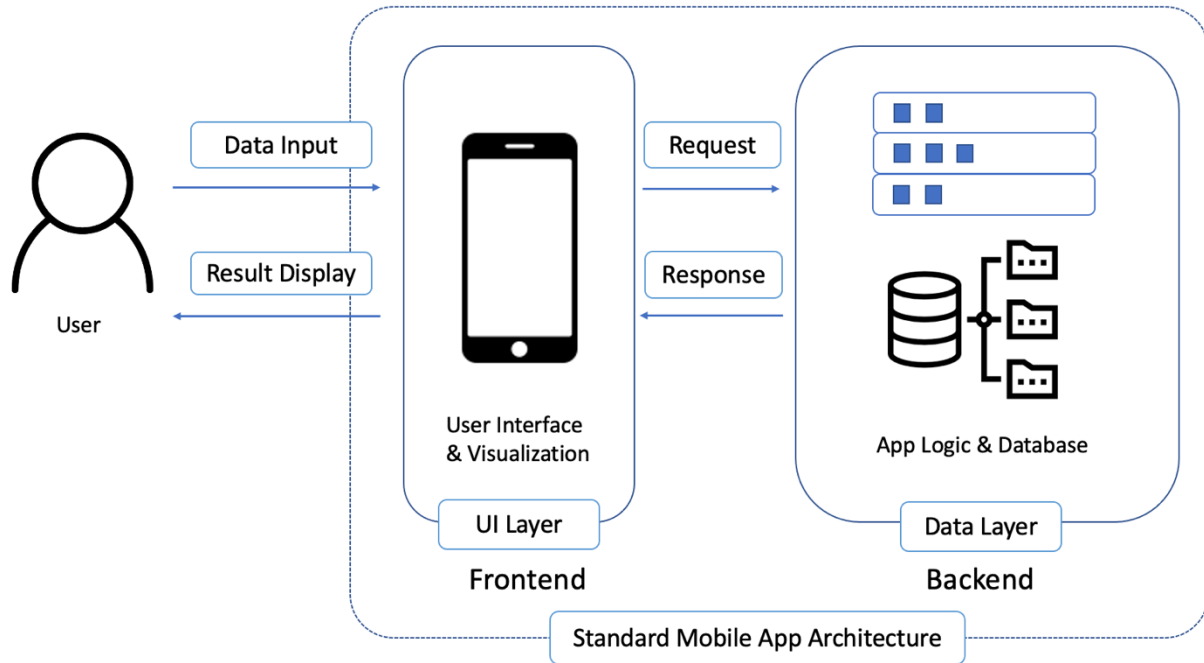 Data Input
Request
Result Display
Response
User
User Interface
& Visualization
App Logic & Database
UI Layer
Data Layer
Frontend
Backend
Standard Mobile App Architecture